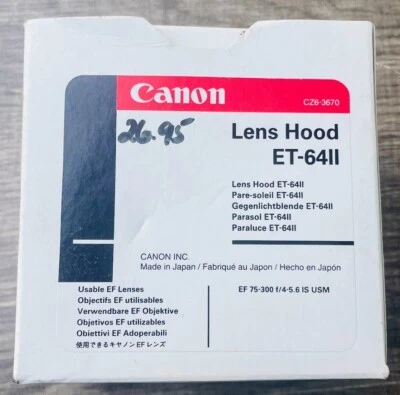 Canon
CZ6-3670
26.95
Lens Hood
ET-64II
Lens Hood ET-64II
Pare-soleil ET-64II
Gegenlichtblende ET-64II
Parasol ET-64II
Paraluce ET-64II
CANON INC.
Made in Japan / Fabriqué au Japon / Hecho en Japón
Usable EF Lenses
Objectifs EF utilisables
Verwendbare EF Objektive
Objetivos EF utilizables
Obiettivi EF Adoperabili
使用できるキヤノン EF レンズ
EF 75-300 f/4-5.6 IS USM